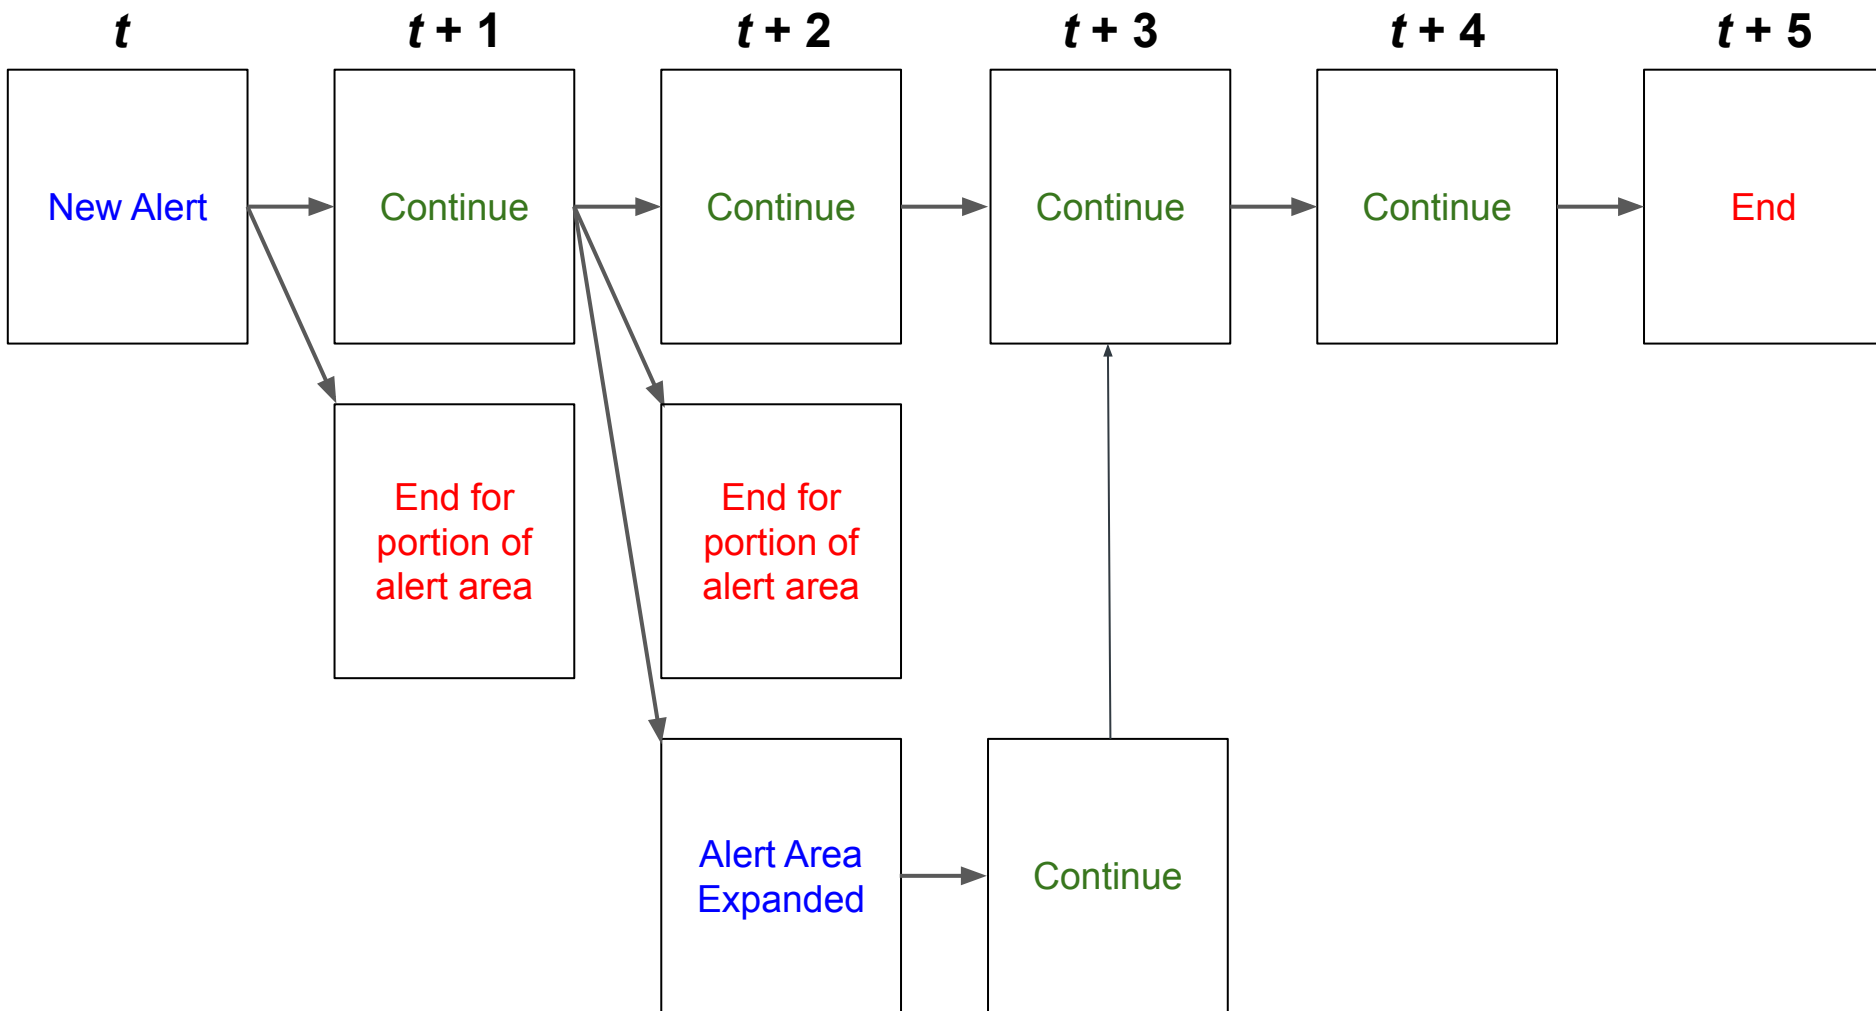 t
t + 1
t + 2
t + 3
t + 4
t + 5
New Alert
Continue
Continue
Continue
Continue
End
End for
portion of
alert area
End for
portion of
alert area
Alert Area
Expanded
Continue